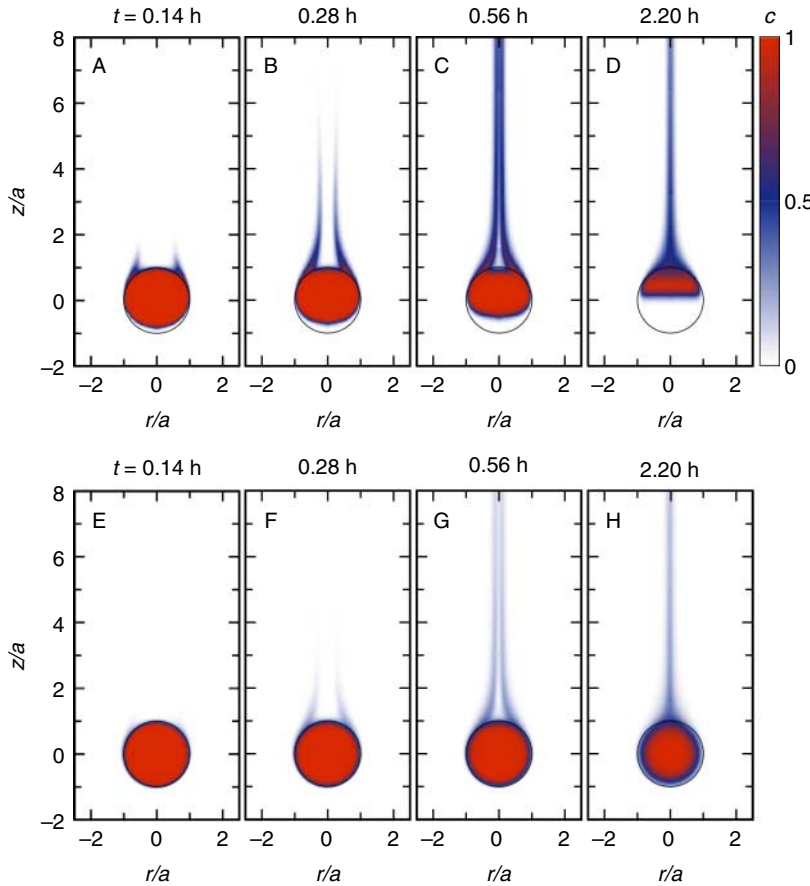 t = 0.14 h 0.28 h 0.56 h 2.20 h c
8 A B C D 1
6
4
0.5
2
0
−2 0
z/a
−2 0 2 −2 0 2 −2 0 2 −2 0 2
r/a r/a r/a r/a
t = 0.14 h 0.28 h 0.56 h 2.20 h
8 E F G H
6
4
2
0
−2
z/a
−2 0 2 −2 0 2 −2 0 2 −2 0 2
r/a r/a r/a r/a